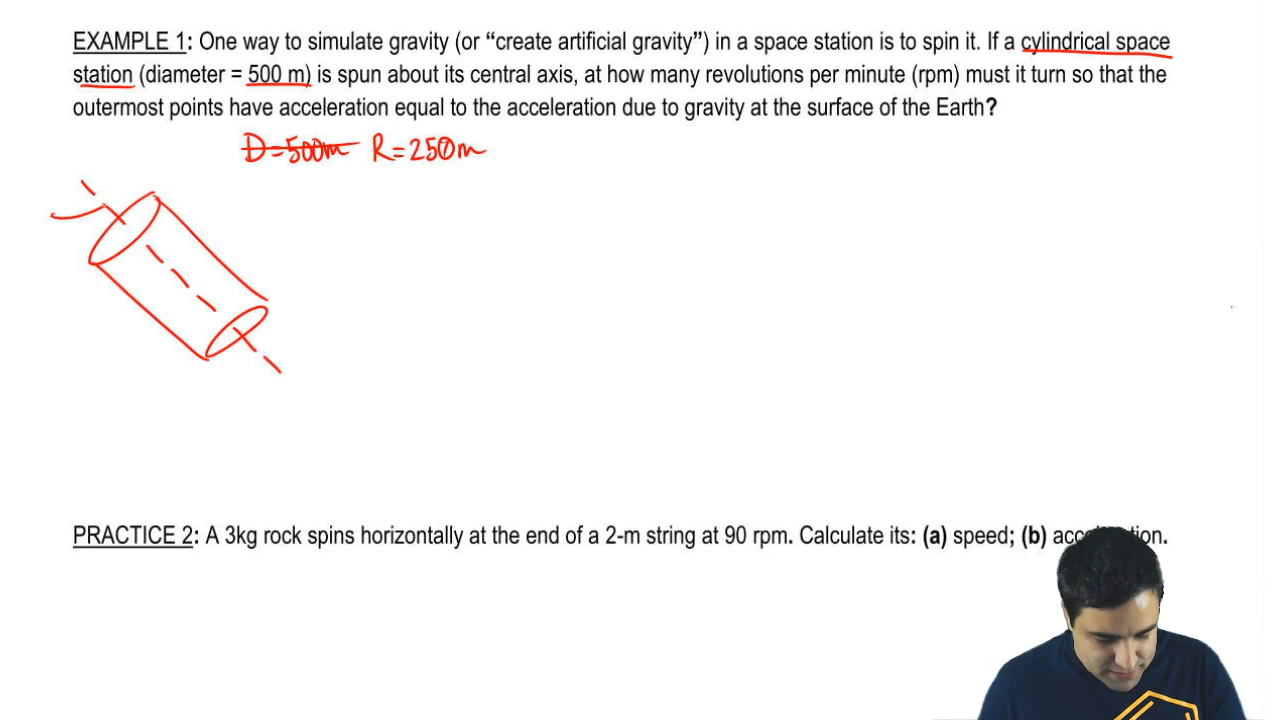 EXAMPLE 1: One way to simulate gravity (or “create artificial gravity”) in a space station is to spin it. If a cylindrical space
station (diameter = 500 m) is spun about its central axis, at how many revolutions per minute (rpm) must it turn so that the
outermost points have acceleration equal to the acceleration due to gravity at the surface of the Earth?
D=500m R=250m
PRACTICE 2: A 3kg rock spins horizontally at the end of a 2-m string at 90 rpm. Calculate its: (a) speed; (b)